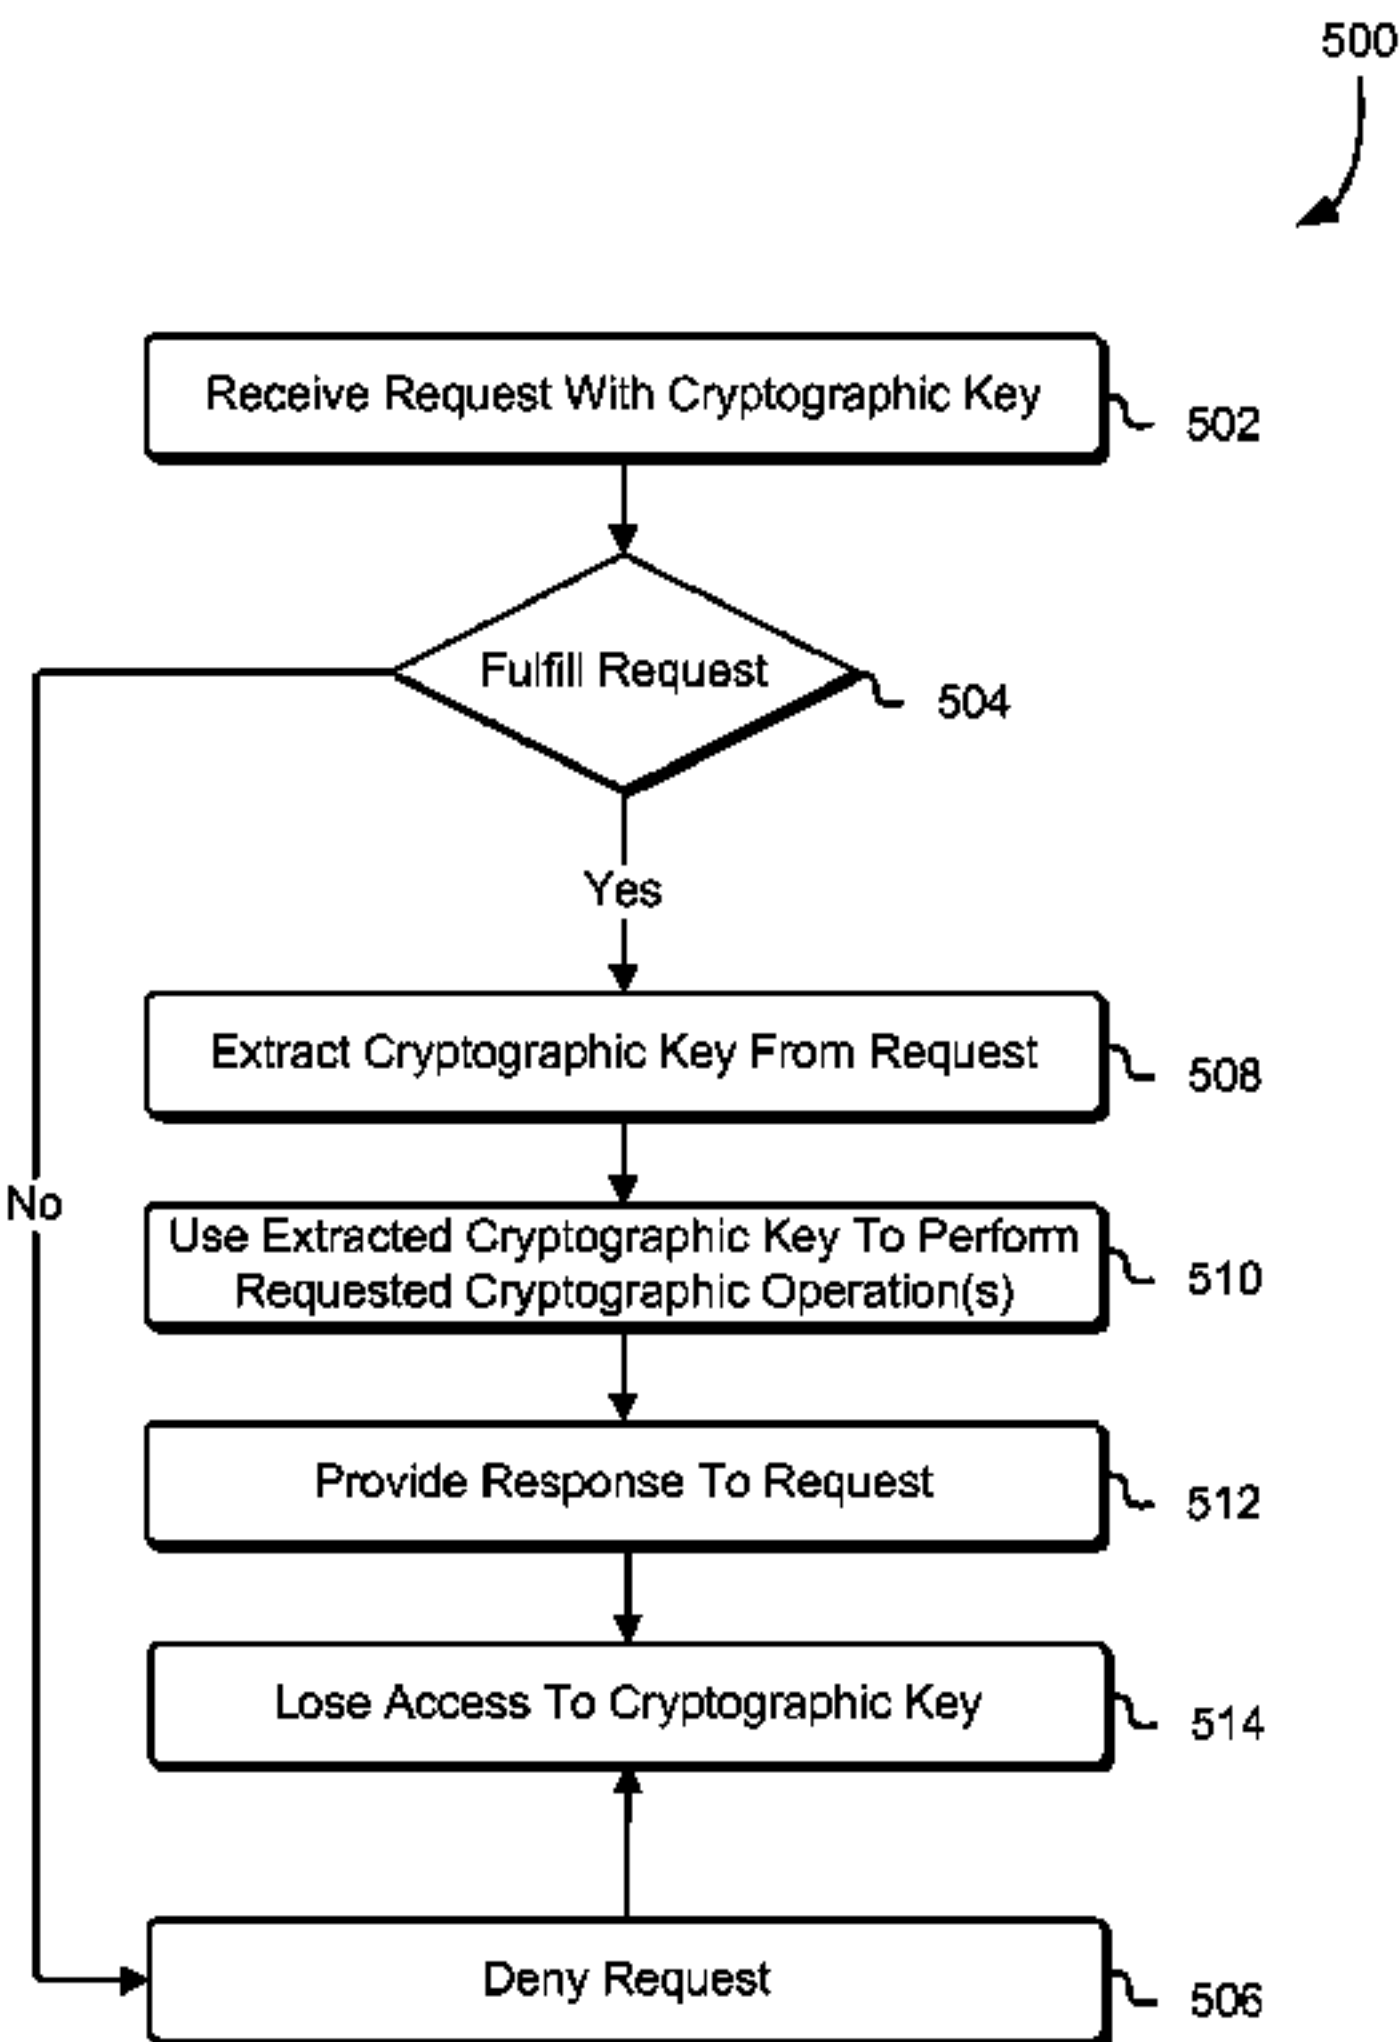 500
Receive Request With Cryptographic Key
502
Fulfill Request
504
Yes
Extract Cryptographic Key From Request
508
No
Use Extracted Cryptographic Key To Perform
Requested Cryptographic Operation(s)
510
Provide Response To Request
512
Lose Access To Cryptographic Key
514
Deny Request
506